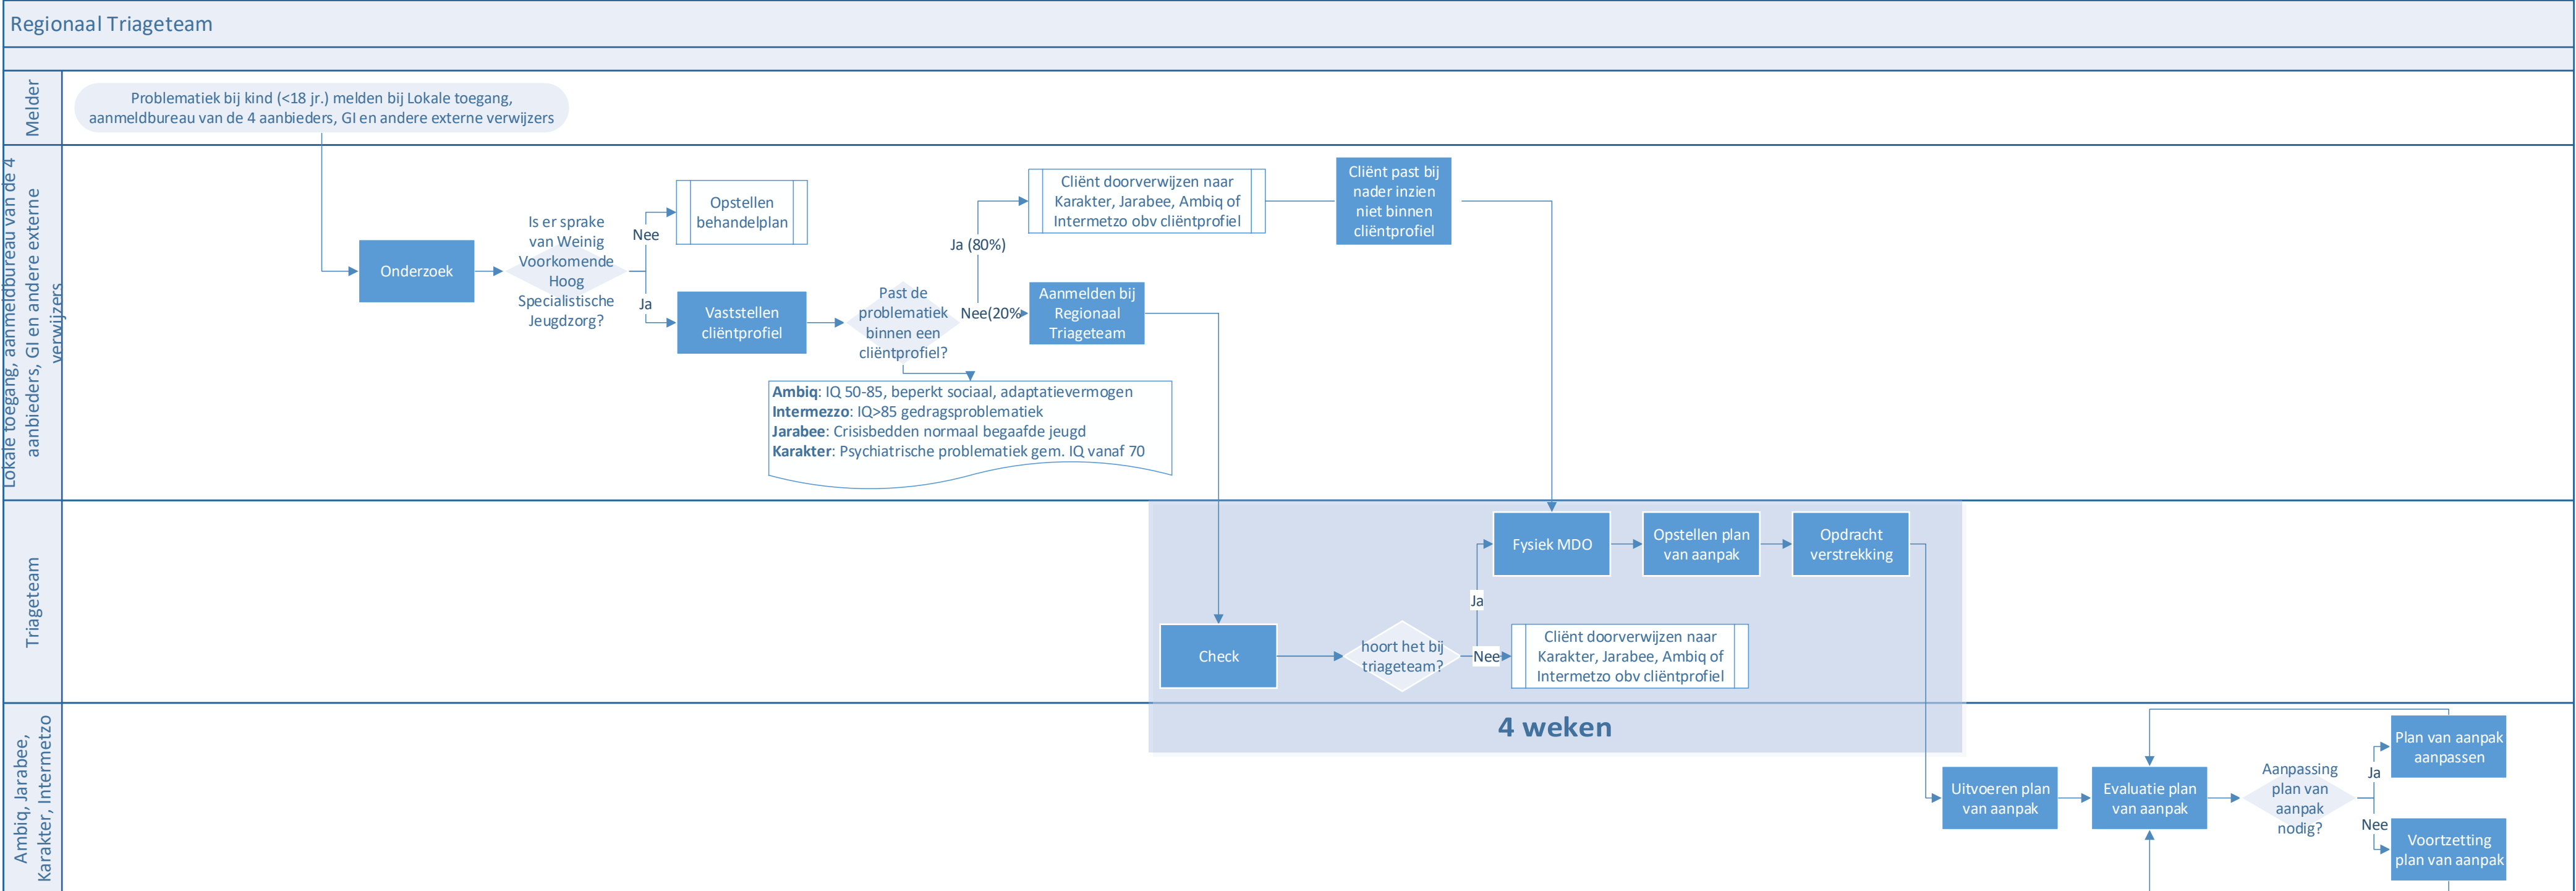 Regionaal Triageteam
Melder
Problematiek bij kind (<18 jr.) melden bij Lokale toegang,
aanmeldbureau van de 4 aanbieders, GI en andere externe verwijzers
Lokale toegang, aanmeldbureau van de 4
aanbieders, GI en andere externe
verwijzers
Onderzoek
Is er sprake
van Weinig
Voorkomende
Hoog
Specialistische
Jeugdzorg?
Nee
Ja
Opstellen
behandelplan
Vaststellen
cliëntprofiel
Past de
problematiek
binnen een
cliëntprofiel?
Ja (80%)
Nee(20%
Cliënt doorverwijzen naar
Karakter, Jarabee, Ambiq of
Intermetzo obv cliëntprofiel
Aanmelden bij
Regionaal
Triageteam
Cliënt past bij
nader inzien
niet binnen
cliëntprofiel
Ambiq: IQ 50-85, beperkt sociaal, adaptatievermogen
Intermezzo: IQ>85 gedragsproblematiek
Jarabee: Crisisbedden normaal begaafde jeugd
Karakter: Psychiatrische problematiek gem. IQ vanaf 70
Triageteam
Fysiek MDO
Opstellen plan
van aanpak
Opdracht
verstrekking
Ja
Check
hoort het bij
triageteam?
Nee
Cliënt doorverwijzen naar
Karakter, Jarabee, Ambiq of
Intermetzo obv cliëntprofiel
4 weken
Ambiq, Jarabee,
Karakter, Intermetzo
Uitvoeren plan
van aanpak
Evaluatie plan
van aanpak
Aanpassing
plan van
aanpak
nodig?
Ja
Nee
Plan van aanpak
aanpassen
Voortzetting
plan van aanpak